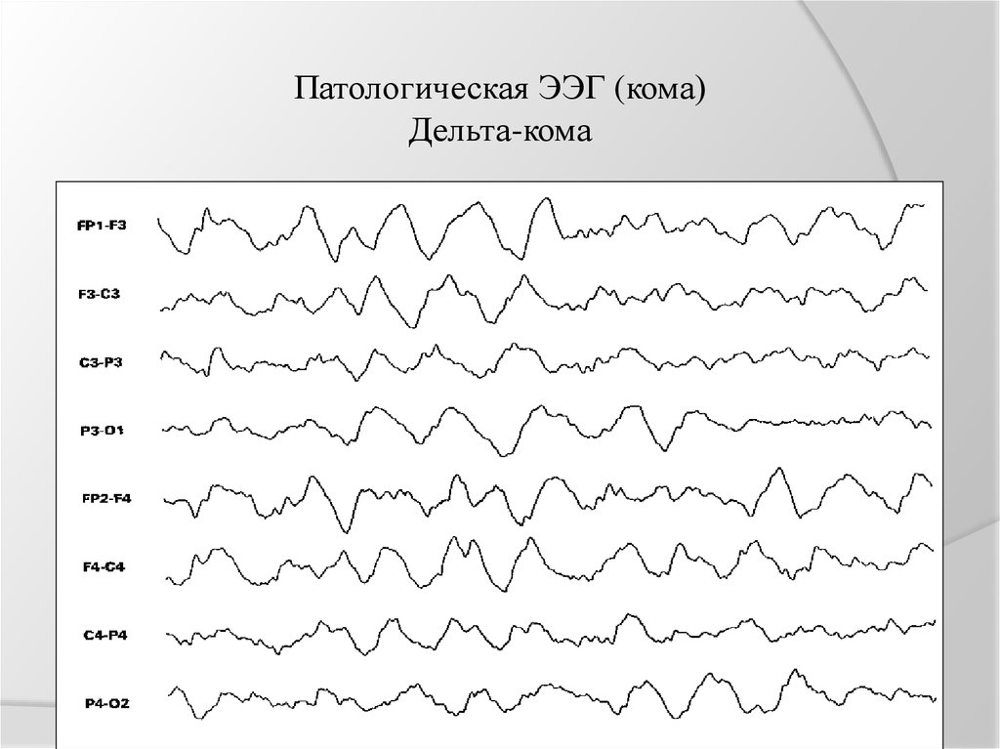 Патологическая ЭЭГ (кома)
Дельта-кома
FP1-F3
F3-C3
C3-P3
P3-O1
FP2-F4
F4-C4
C4-P4
P4-O2